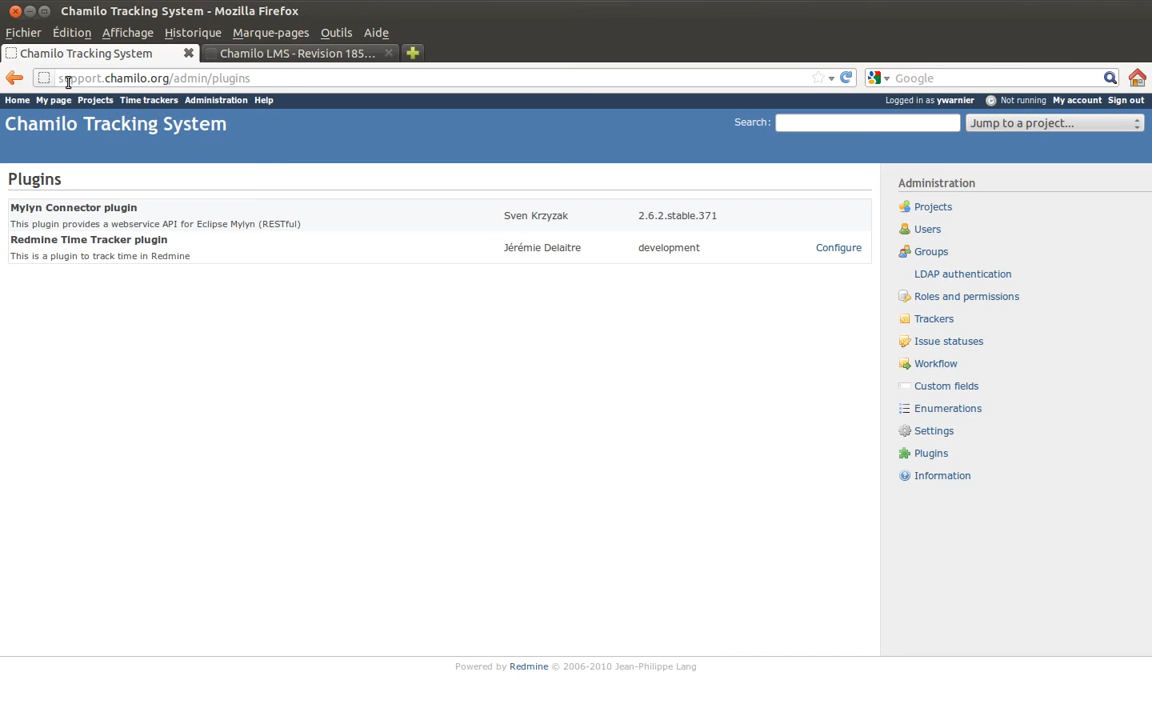 Chamilo Tracking System - Mozilla Firefox
Fichier Édition Affichage Historique Marque-pages Outils Aide
Chamilo Tracking System Chamilo LMS - Revision 185...
support.chamilo.org/admin/plugins Google
Home My page Projects Time trackers Administration Help Logged in as ywarnier Not running My account Sign out
Chamilo Tracking System Search: Jump to a project...
Plugins
Mylyn Connector plugin
This plugin provides a webservice API for Eclipse Mylyn (RESTful) Sven Krzyzak 2.6.2.stable.371
Redmine Time Tracker plugin
This is a plugin to track time in Redmine Jérémie Delaitre development Configure
Administration
Projects
Users
Groups
LDAP authentication
Roles and permissions
Trackers
Issue statuses
Workflow
Custom fields
Enumerations
Settings
Plugins
Information
Powered by Redmine © 2006-2010 Jean-Philippe Lang